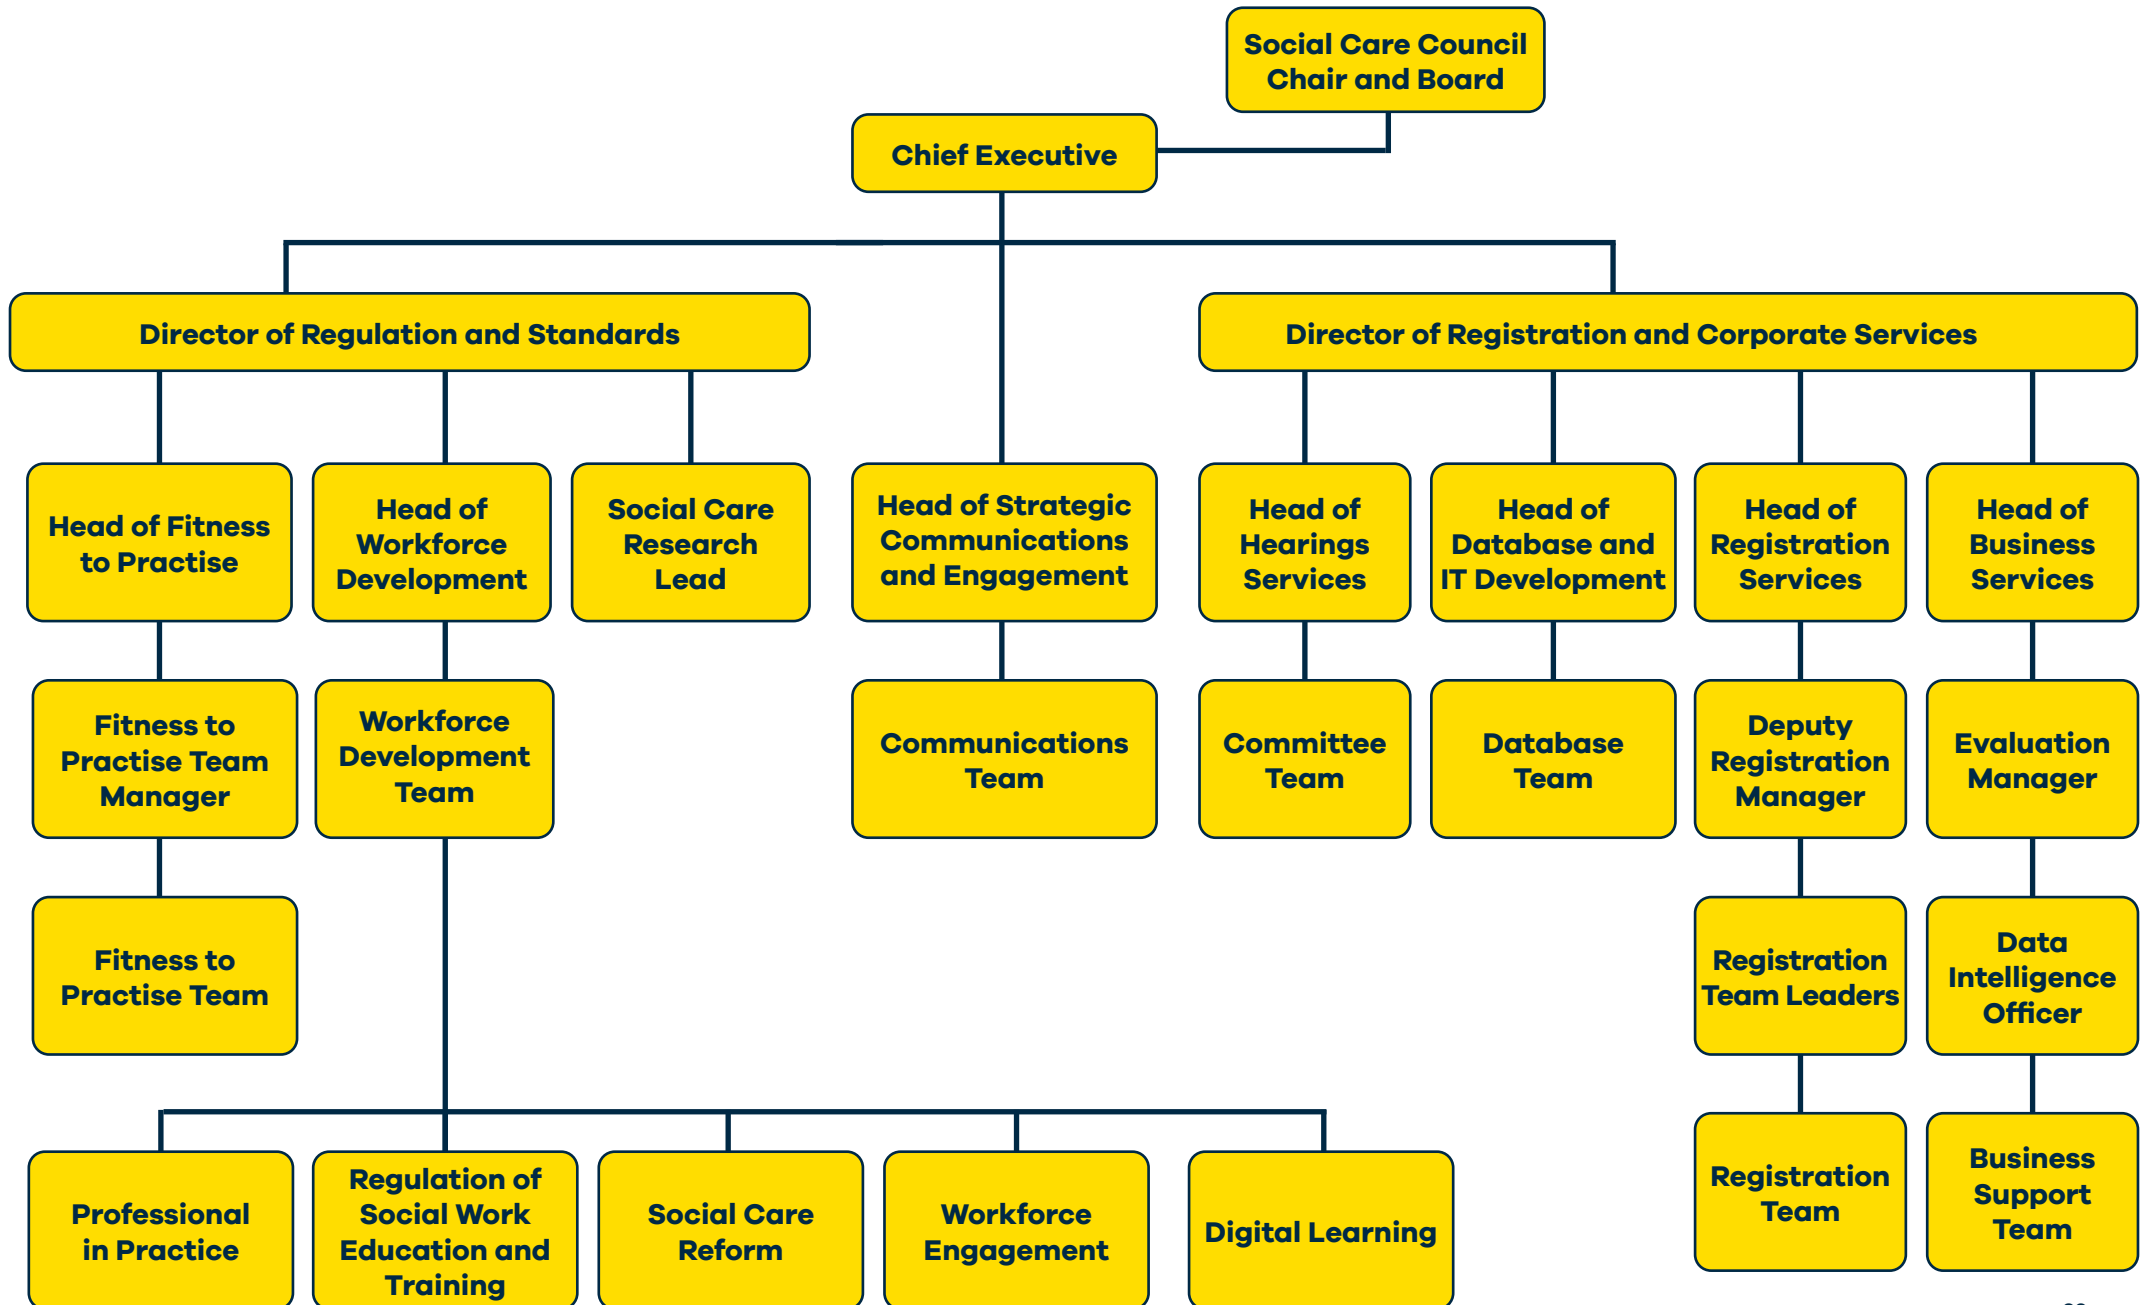 Social Care Council
Chair and Board
Chief Executive
Director of Regulation and Standards
Director of Registration and Corporate Services
Head of Fitness
to Practise
Head of
Workforce
Development
Social Care
Research
Lead
Head of Strategic
Communications
and Engagement
Head of
Hearings
Services
Head of
Database and
IT Development
Head of
Registration
Services
Head of
Business
Services
Fitness to
Practise Team
Manager
Workforce
Development
Team
Communications
Team
Committee
Team
Database
Team
Deputy
Registration
Manager
Evaluation
Manager
Fitness to
Practise Team
Registration
Team Leaders
Data
Intelligence
Officer
Professional
in Practice
Regulation of
Social Work
Education and
Training
Social Care
Reform
Workforce
Engagement
Digital Learning
Registration
Team
Business
Support
Team